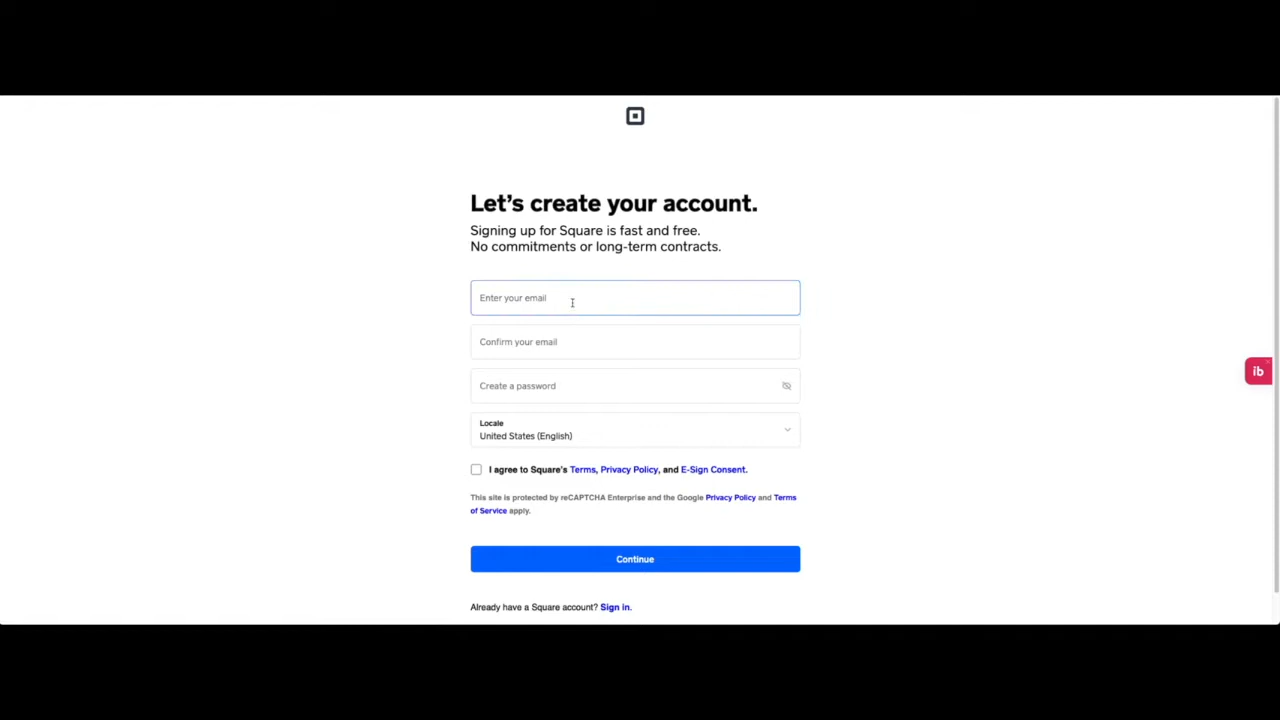 Let’s create your account.
Signing up for Square is fast and free.
No commitments or long-term contracts.
Enter your email
Confirm your email
Create a password
Locale
United States (English)
I agree to Square’s Terms, Privacy Policy, and E-Sign Consent.
This site is protected by reCAPTCHA Enterprise and the Google Privacy Policy and Terms
of Service apply.
Continue
Already have a Square account? Sign in.
ib